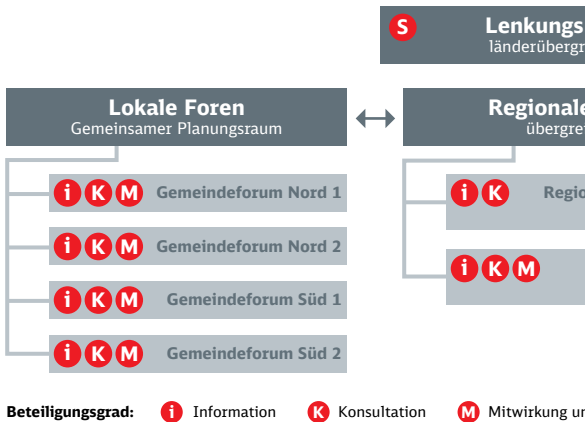 S Lenkungs
länderübergr
Lokale Foren
Gemeinsamer Planungsraum
Regionale
übergre
i K M Gemeindeforum Nord 1
i K Regio
i K M Gemeindeforum Nord 2
i K M
i K M Gemeindeforum Süd 1
i K M Gemeindeforum Süd 2
Beteiligungsgrad: i Information K Konsultation M Mitwirkung un